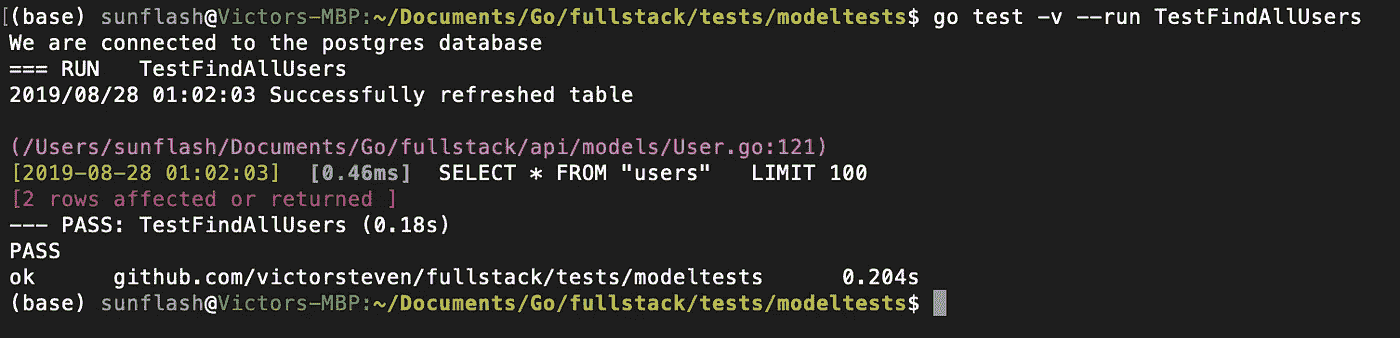 [(base) sunflash@Victors-MBP:~/Documents/Go/fullstack/tests/modeltests$ go test -v --run TestFindAllUsers
We are connected to the postgres database
=== RUN   TestFindAllUsers
2019/08/28 01:02:03 Successfully refreshed table
(/Users/sunflash/Documents/Go/fullstack/api/models/User.go:121)
[2019-08-28 01:02:03]  [0.46ms]  SELECT * FROM "users"   LIMIT 100
[2 rows affected or returned ]
--- PASS: TestFindAllUsers (0.18s)
PASS
ok      github.com/victorsteven/fullstack/tests/modeltests      0.204s
(base) sunflash@Victors-MBP:~/Documents/Go/fullstack/tests/modeltests$